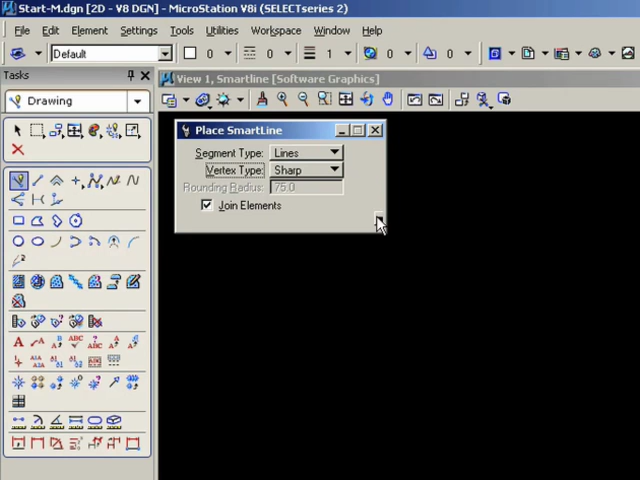 Start-M.dgn [2D - V8 DGN] - MicroStation V8i (SELECTseries 2)
File Edit Element Settings Tools Utilities Workspace Window Help
Default 0 0 1 0 0
Tasks
View 1, Smartline [Software Graphics]
Drawing
Place SmartLine
Segment Type: Lines
Vertex Type: Sharp
Rounding Radius: 75.0
Join Elements